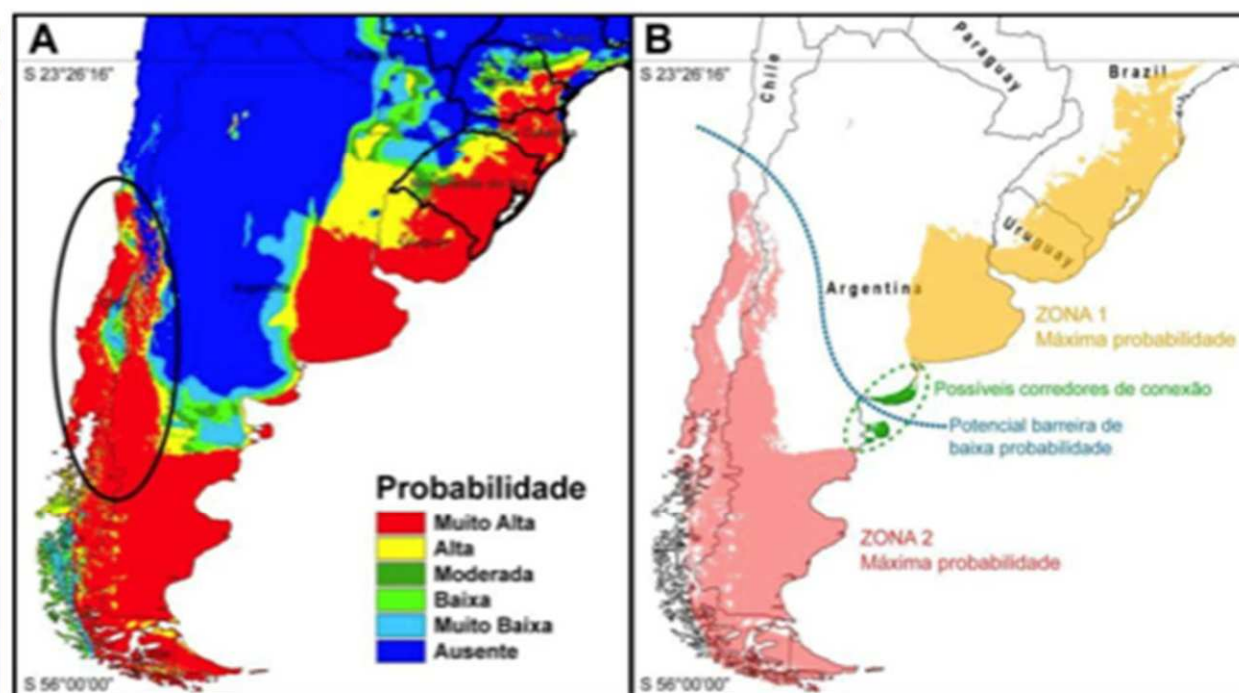 A
S 23°26'16"
Probabilidade
Muito Alta
Alta
Moderada
Baixa
Muito Baixa
Ausente
S 56°00'00"
B
S 23°26'16"
Chile
Paraguay
Brazil
Uruguay
Argentina
ZONA 1
Máxima probabilidade
Possíveis corredores de conexão
Potencial barreira de
baixa probabilidade
ZONA 2
Máxima probabilidade
S 56°00'00"